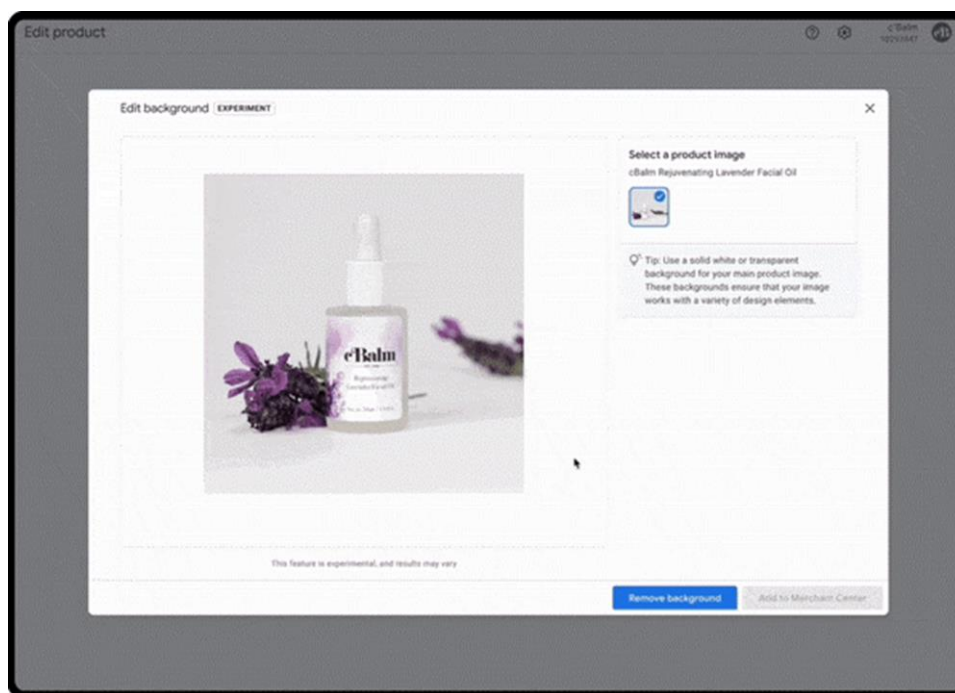 Edit product
c'Balm
Edit background EXPERIMENT
Select a product image
cBalm Rejuvenating Lavender Facial Oil
Tip: Use a solid white or transparent
background for your main product image.
These backgrounds ensure that your image
works with a variety of design elements.
c'Balm
Rejuvenating
Lavender Facial Oil
This feature is experimental, and results may vary
Remove background
Add to Merchant Center